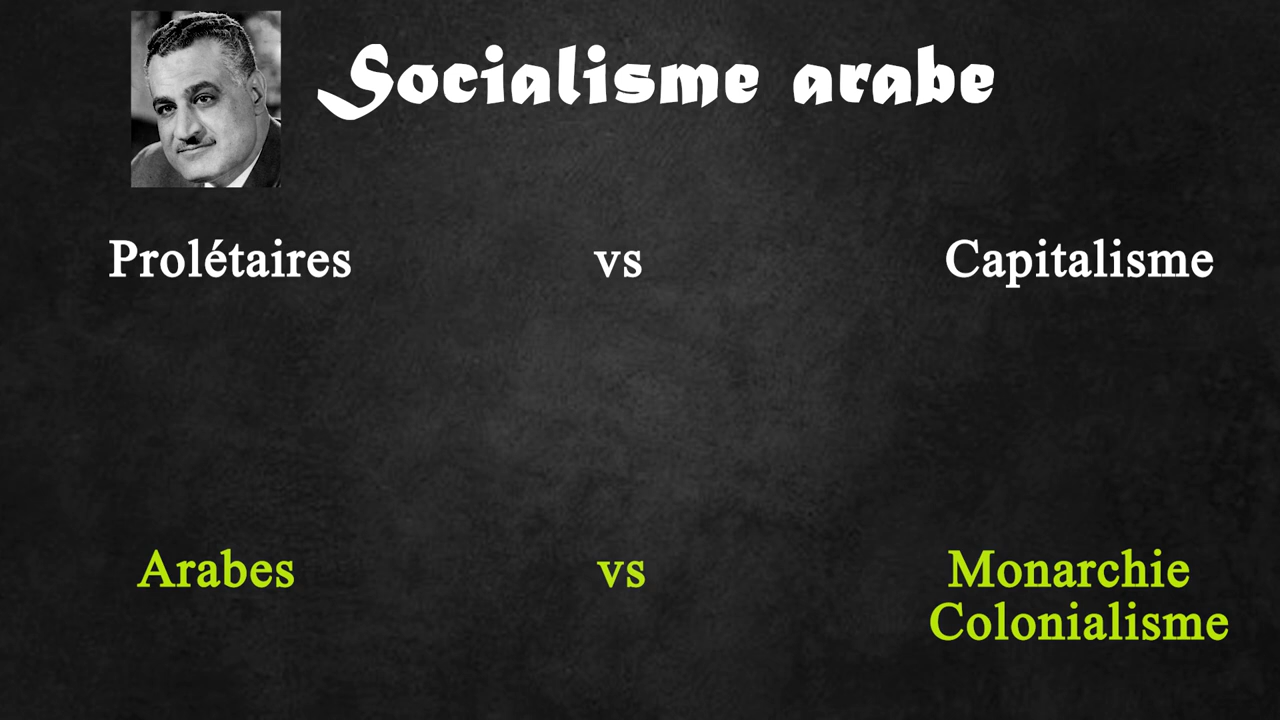 Socialisme arabe
Prolétaires vs Capitalisme
Arabes vs Monarchie
Colonialisme